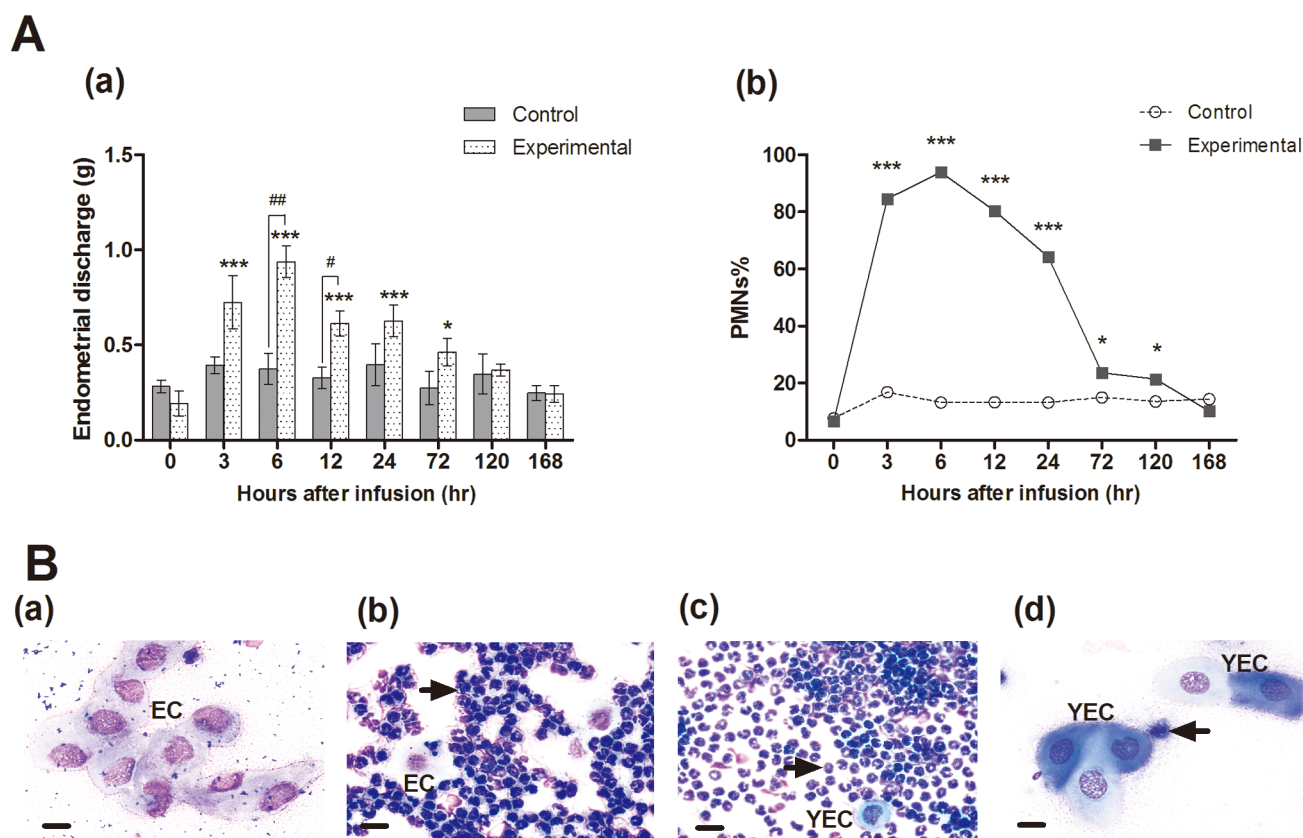 A
(a)
Control
Experimental
Endometrial discharge (g)
1.5
1.0
0.5
0.0
***
##
***
#
***
***
*
0 3 6 12 24 72 120 168
Hours after infusion (hr)
(b)
Control
Experimental
PMNs%
100
80
60
40
20
0
***
***
***
***
*
*
0 3 6 12 24 72 120 168
Hours after infusion (hr)
B
(a)
EC
(b)
EC
(c)
YEC
(d)
YEC
YEC